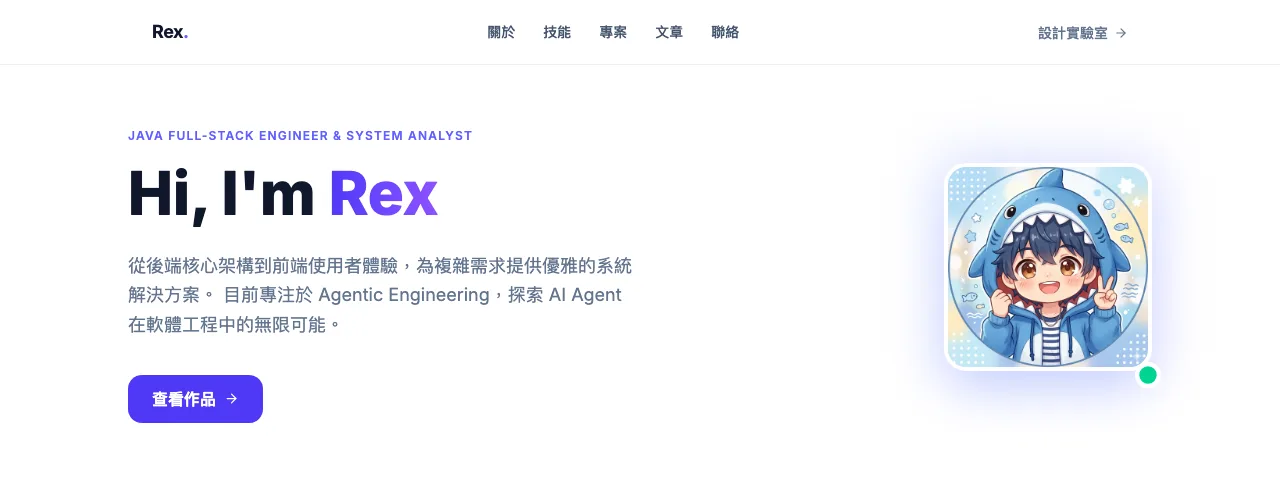 Rex.
關於
技能
專案
文章
聯絡
設計實驗室 →
JAVA FULL-STACK ENGINEER & SYSTEM ANALYST
Hi, I'm Rex
從後端核心架構到前端使用者體驗，為複雜需求提供優雅的系統
解決方案。 目前專注於 Agentic Engineering，探索 AI Agent
在軟體工程中的無限可能。
查看作品 →